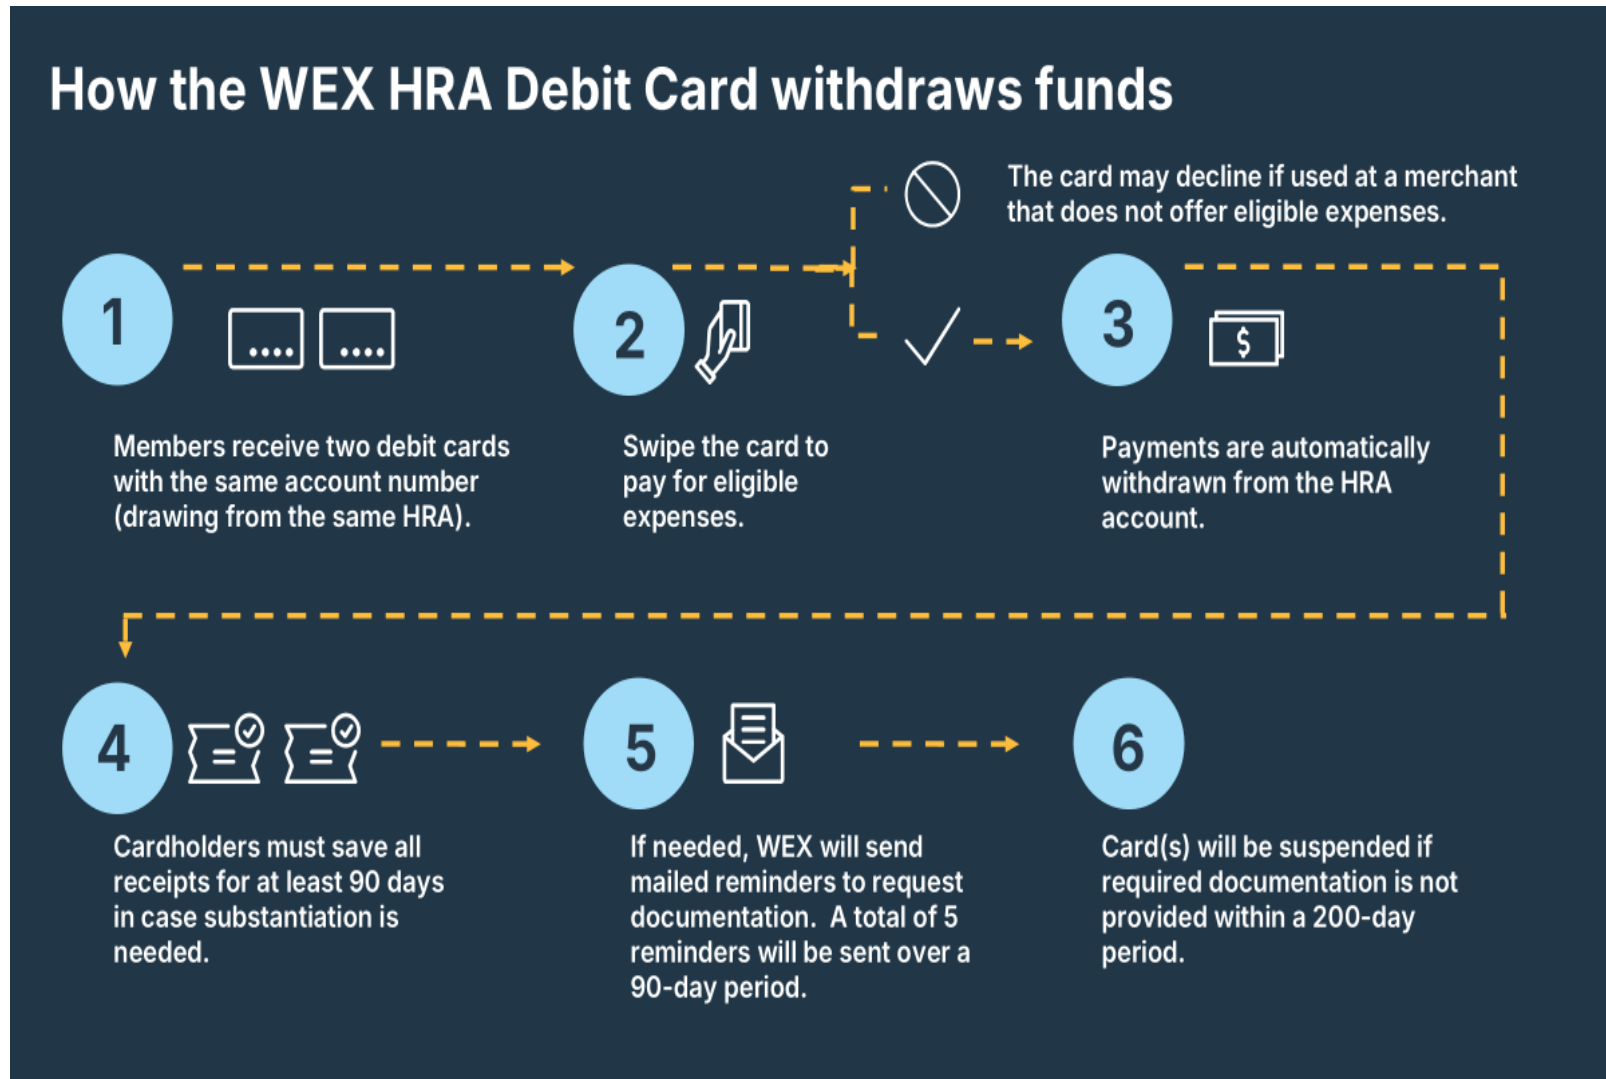 How the WEX HRA Debit Card withdraws funds
The card may decline if used at a merchant
that does not offer eligible expenses.
1
Members receive two debit cards
with the same account number
(drawing from the same HRA).
2
Swipe the card to
pay for eligible
expenses.
3
$
Payments are automatically
withdrawn from the HRA
account.
4
Cardholders must save all
receipts for at least 90 days
in case substantiation is
needed.
5
If needed, WEX will send
mailed reminders to request
documentation.  A total of 5
reminders will be sent over a
90-day period.
6
Card(s) will be suspended if
required documentation is not
provided within a 200-day
period.